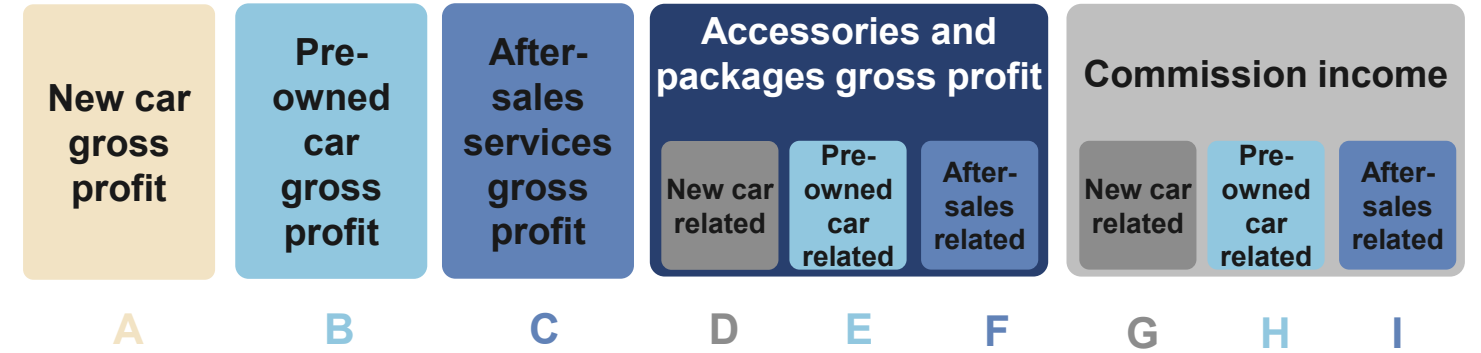 New car
gross
profit
Pre-
owned
car
gross
profit
After-
sales
services
gross
profit
Accessories and
packages gross profit
New car
related
Pre-
owned
car
related
After-
sales
related
Commission income
New car
related
Pre-
owned
car
related
After-
sales
related
A
B
C
D
E
F
G
H
I